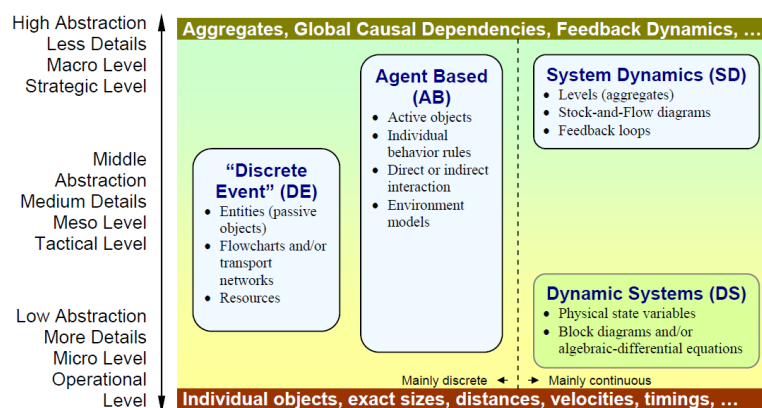 High Abstraction
Less Details
Macro Level
Strategic Level
Middle
Abstraction
Medium Details
Meso Level
Tactical Level
Low Abstraction
More Details
Micro Level
Operational
Level
Aggregates, Global Causal Dependencies, Feedback Dynamics, ...
Agent Based
(AB)
• Active objects
• Individual
behavior rules
• Direct or indirect
interaction
• Environment
models
System Dynamics (SD)
• Levels (aggregates)
• Stock-and-Flow diagrams
• Feedback loops
“Discrete
Event” (DE)
• Entities (passive
objects)
• Flowcharts and/or
transport
networks
• Resources
Dynamic Systems (DS)
• Physical state variables
• Block diagrams and/or
algebraic-differential equations
Mainly discrete
Mainly continuous
Individual objects, exact sizes, distances, velocities, timings, ...